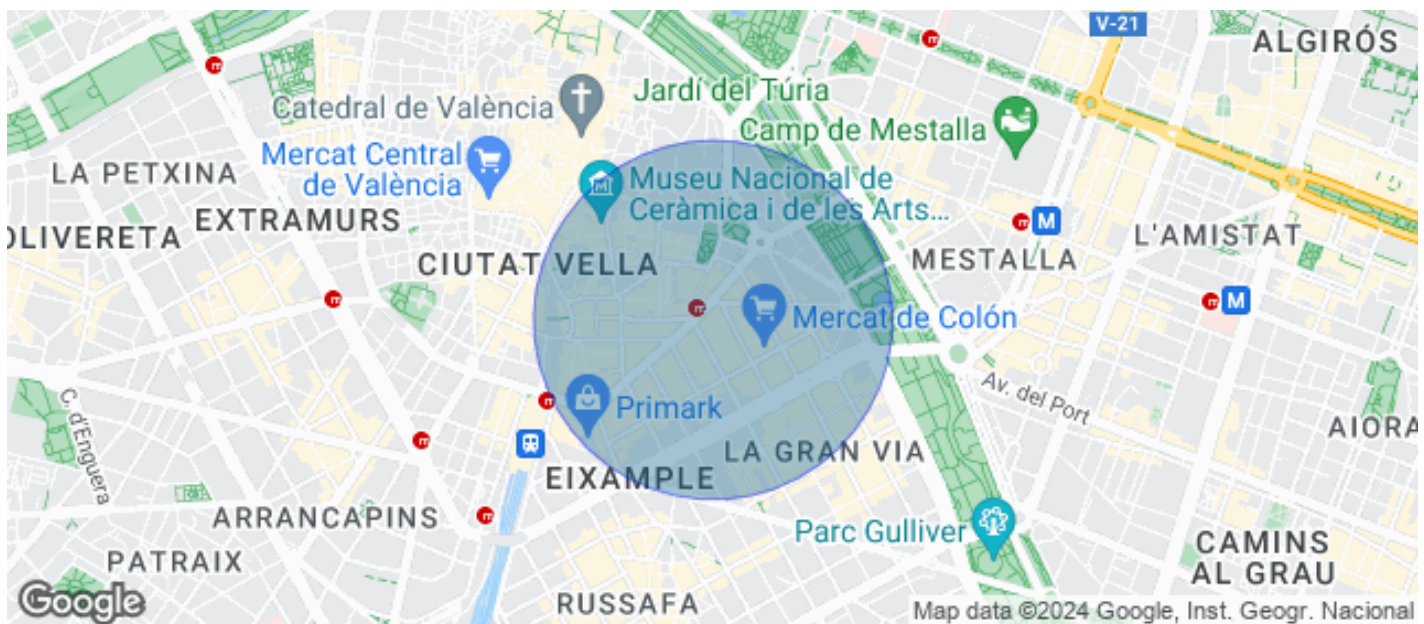 V-21
ALGIRÓS
Jardí del Túria
Catedral de València
Camp de Mestalla
Mercat Central
de València
LA PETXINA
Museu Nacional de
Ceràmica i de les Arts...
EXTRAMURS
OLIVERETA
L'AMISTAT
CIUTAT VELLA
MESTALLA
M
M
Mercat de Colón
Av. del Port
C. d'Enguera
Primark
AIORA
LA GRAN VIA
EIXAMPLE
ARRANCAPINS
Parc Gulliver
CAMINS
AL GRAU
PATRAIX
RUSSAFA
Google
Map data ©2024 Google, Inst. Geogr. Nacional